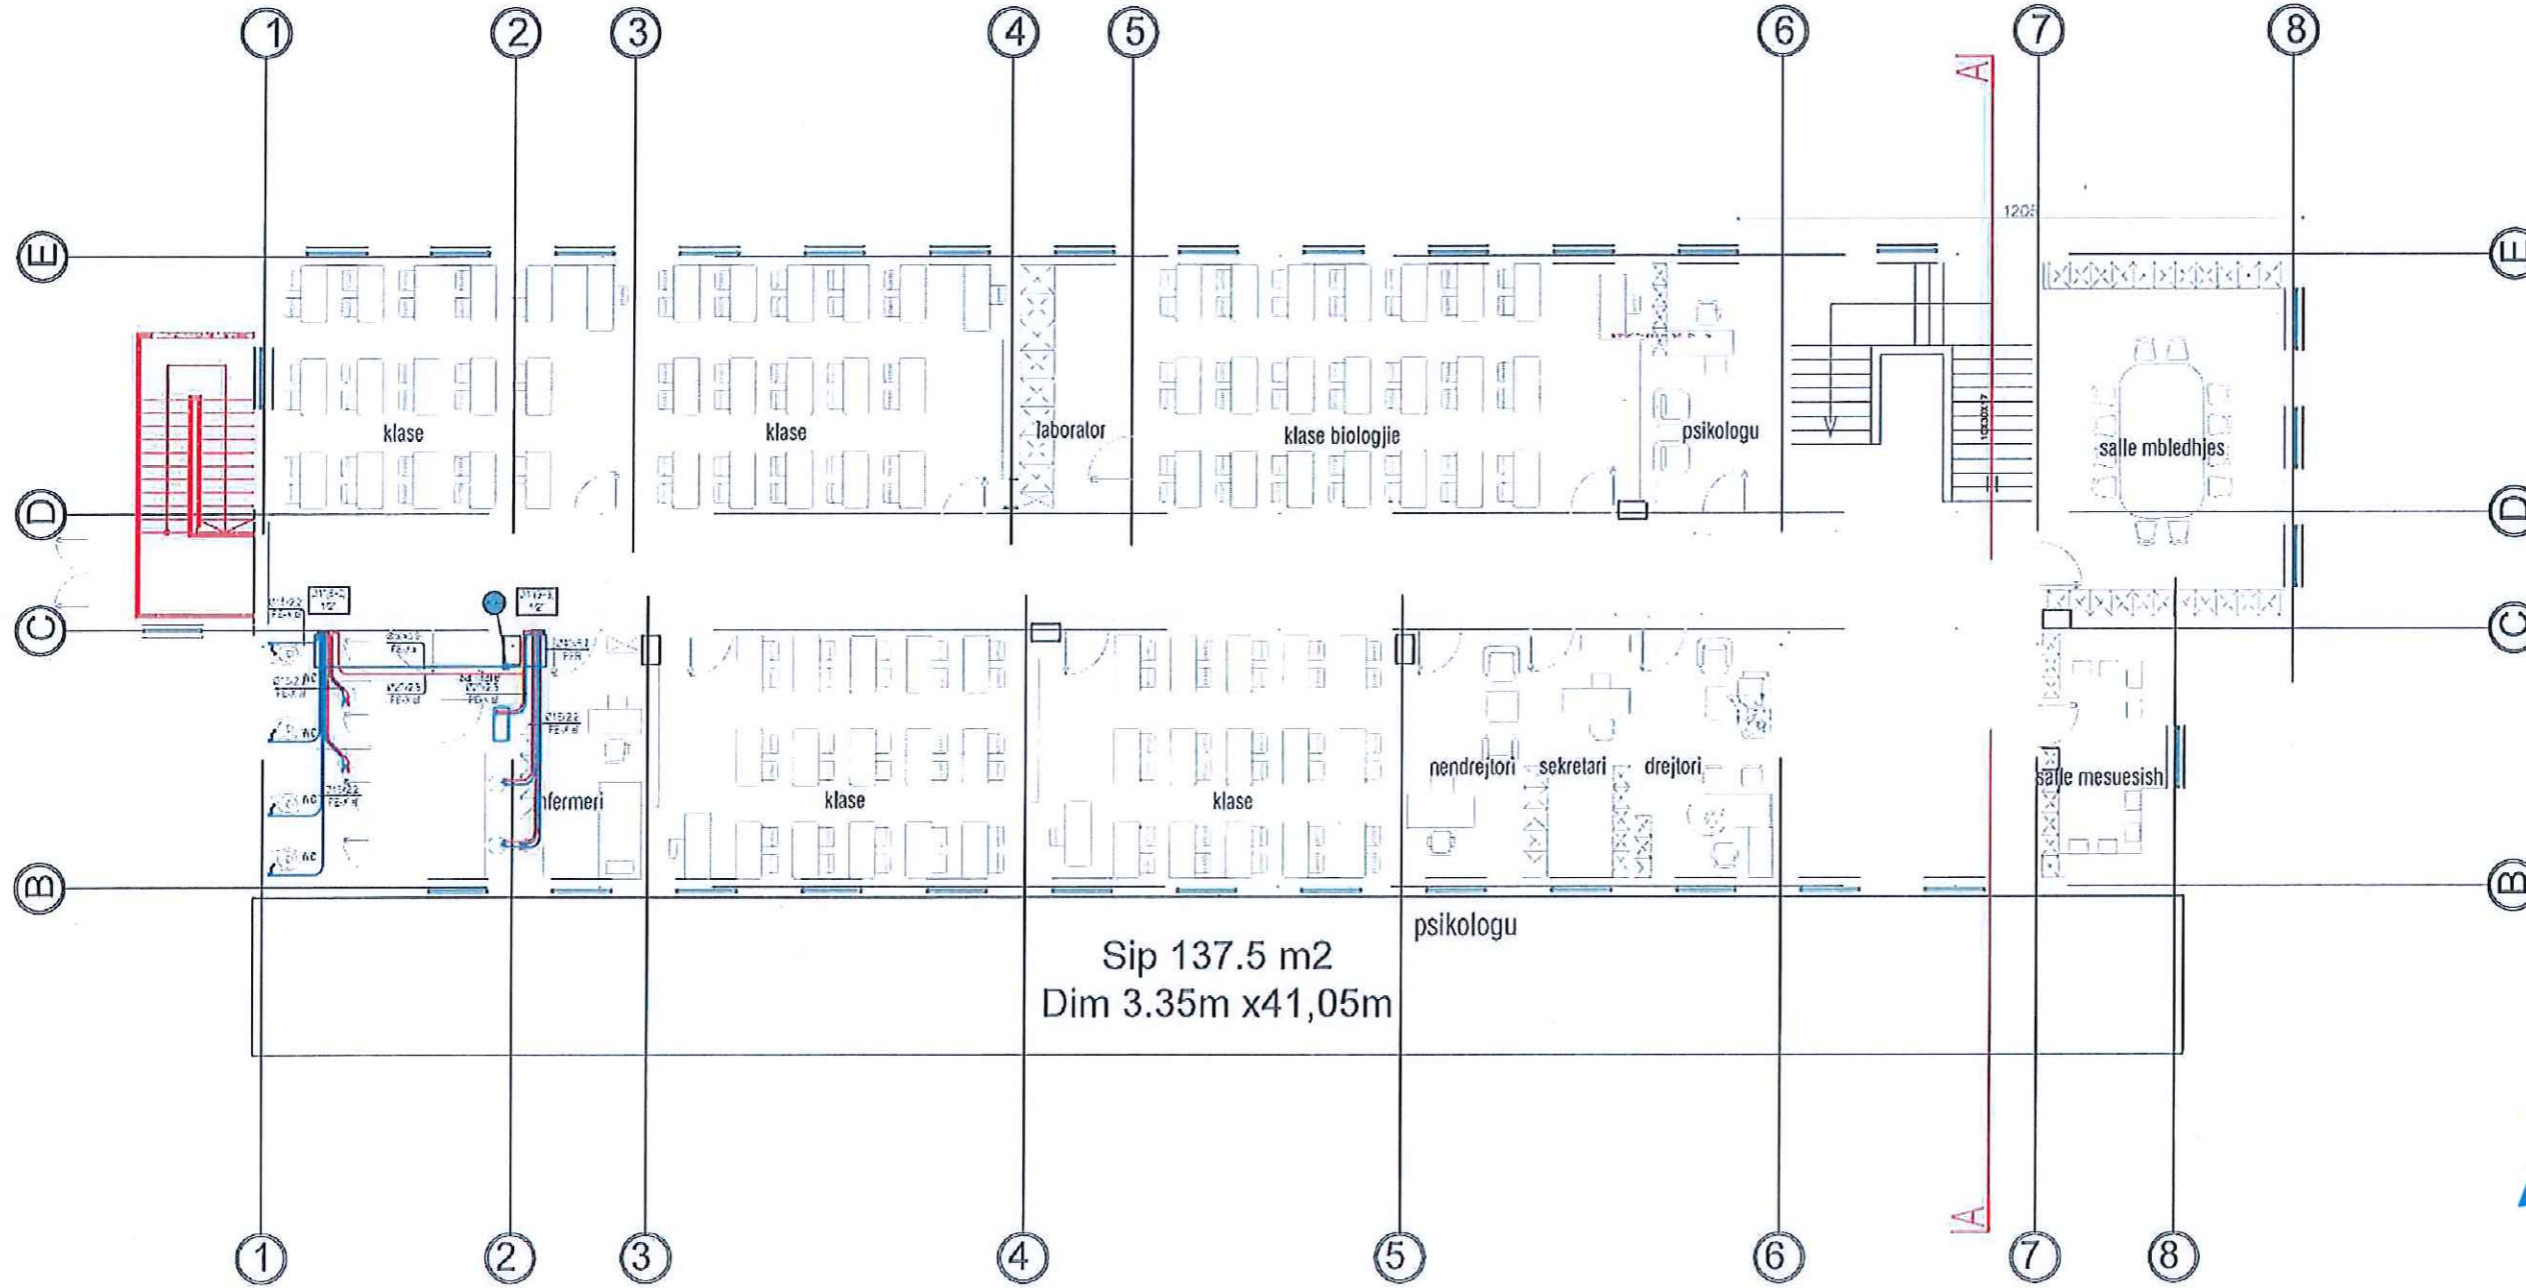 1 2 3 4 5 6 7 8
A
1205
E E
klase klase laborator klase biologjie psikologu salle mbledhjes
10X30X17
D D
C C
nendrejtori sekretari drejtori
klase klase salle mesuesish
B B
psikologu
Sip 137.5 m2
Dim 3.35m x41,05m
A
1 2 3 4 5 6 7 8